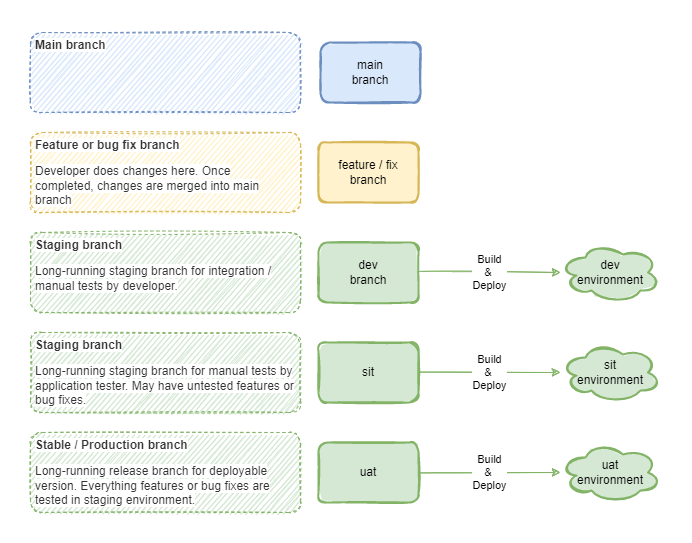 Main branch
main
branch
Feature or bug fix branch
Developer does changes here. Once
completed, changes are merged into main
branch
feature / fix
branch
Staging branch
Long-running staging branch for integration /
manual tests by developer.
dev
branch
Build
&
Deploy
dev
environment
Staging branch
Long-running staging branch for manual tests by
application tester. May have untested features or
bug fixes.
sit
Build
&
Deploy
sit
environment
Stable / Production branch
Long-running release branch for deployable
version. Everything features or bug fixes are
tested in staging environment.
uat
Build
&
Deploy
uat
environment